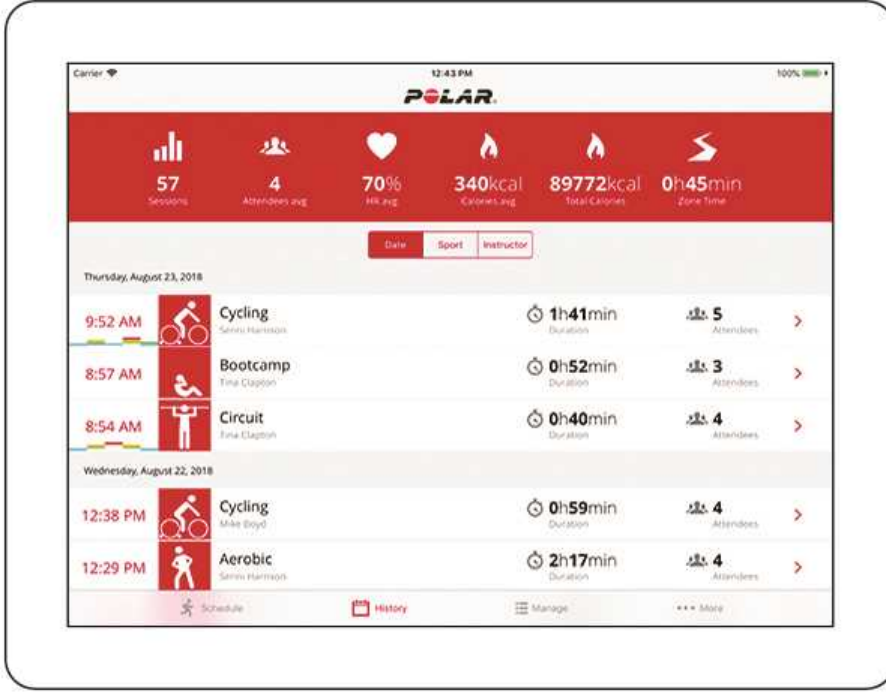 Carrier
12:43 PM
100%
POLAR
57
Sessions
4
Attendees avg
70%
HR avg
340kcal
Calories avg
89772kcal
Total Calories
0h45min
Zone Time
Date Sport Instructor
Thursday, August 23, 2018
9:52 AM Cycling 1h41min 5
Senni Harrison Duration Attendees
8:57 AM Bootcamp 0h52min 3
Tina Clapton Duration Attendees
8:54 AM Circuit 0h40min 4
Tina Clapton Duration Attendees
Wednesday, August 22, 2018
12:38 PM Cycling 0h59min 4
Mike Boyd Duration Attendees
12:29 PM Aerobic 2h17min 4
Senni Harrison Duration Attendees
Schedule History Manage More